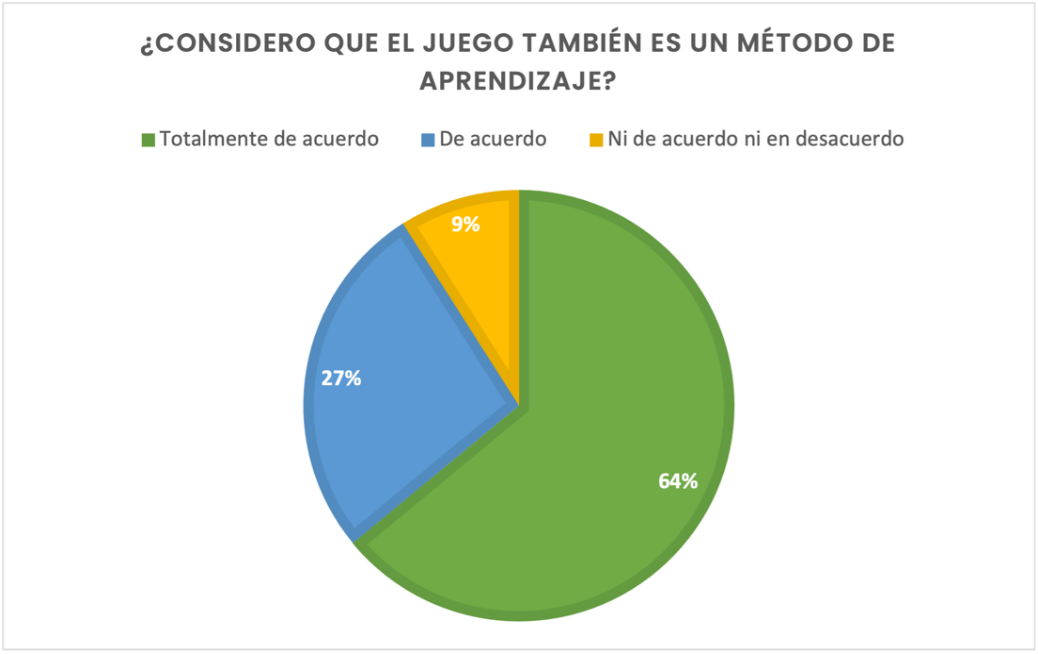 ¿CONSIDERO QUE EL JUEGO TAMBIÉN ES UN MÉTODO DE
APRENDIZAJE?
Totalmente de acuerdo De acuerdo Ni de acuerdo ni en desacuerdo
9%
27%
64%